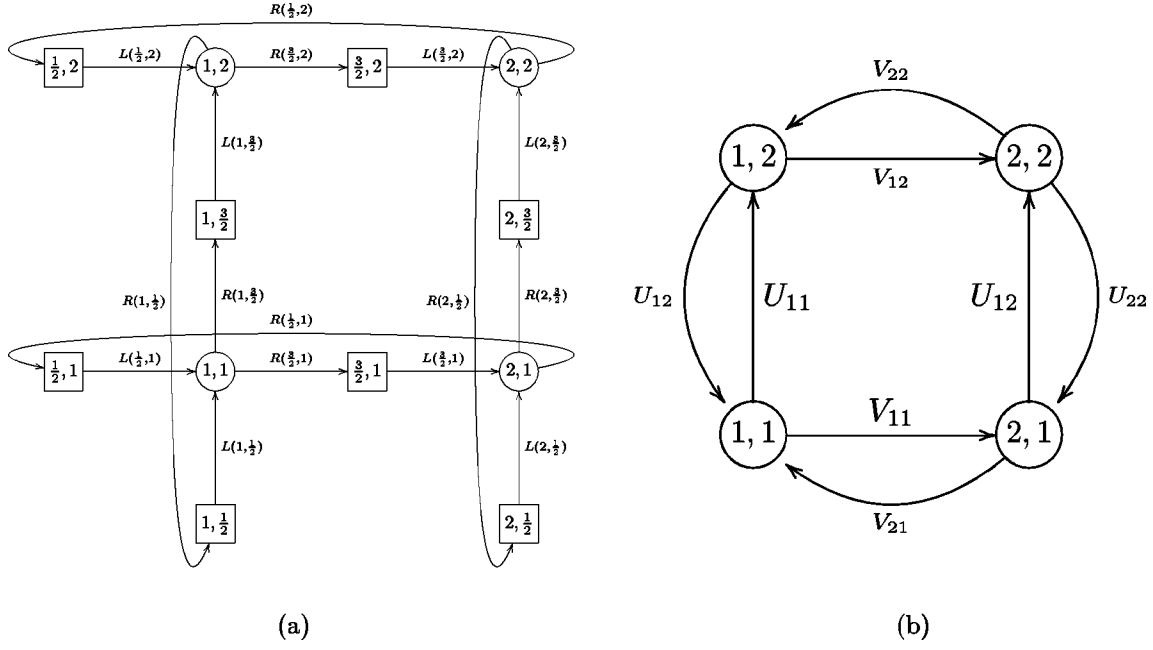 R(1/2,2)
1/2, 2
L(1/2,2)
1, 2
R(3/2,2)
3/2, 2
L(3/2,2)
2, 2
L(1,3/2)
L(2,3/2)
1, 3/2
2, 3/2
R(1,1/2)
R(1,3/2)
R(2,1/2)
R(2,3/2)
R(1/2,1)
1/2, 1
L(1/2,1)
1, 1
R(3/2,1)
3/2, 1
L(3/2,1)
2, 1
L(1,1/2)
L(2,1/2)
1, 1/2
2, 1/2
(a)
V22
1, 2
V12
2, 2
U12
U11
U12
U22
1, 1
V11
2, 1
V21
(b)